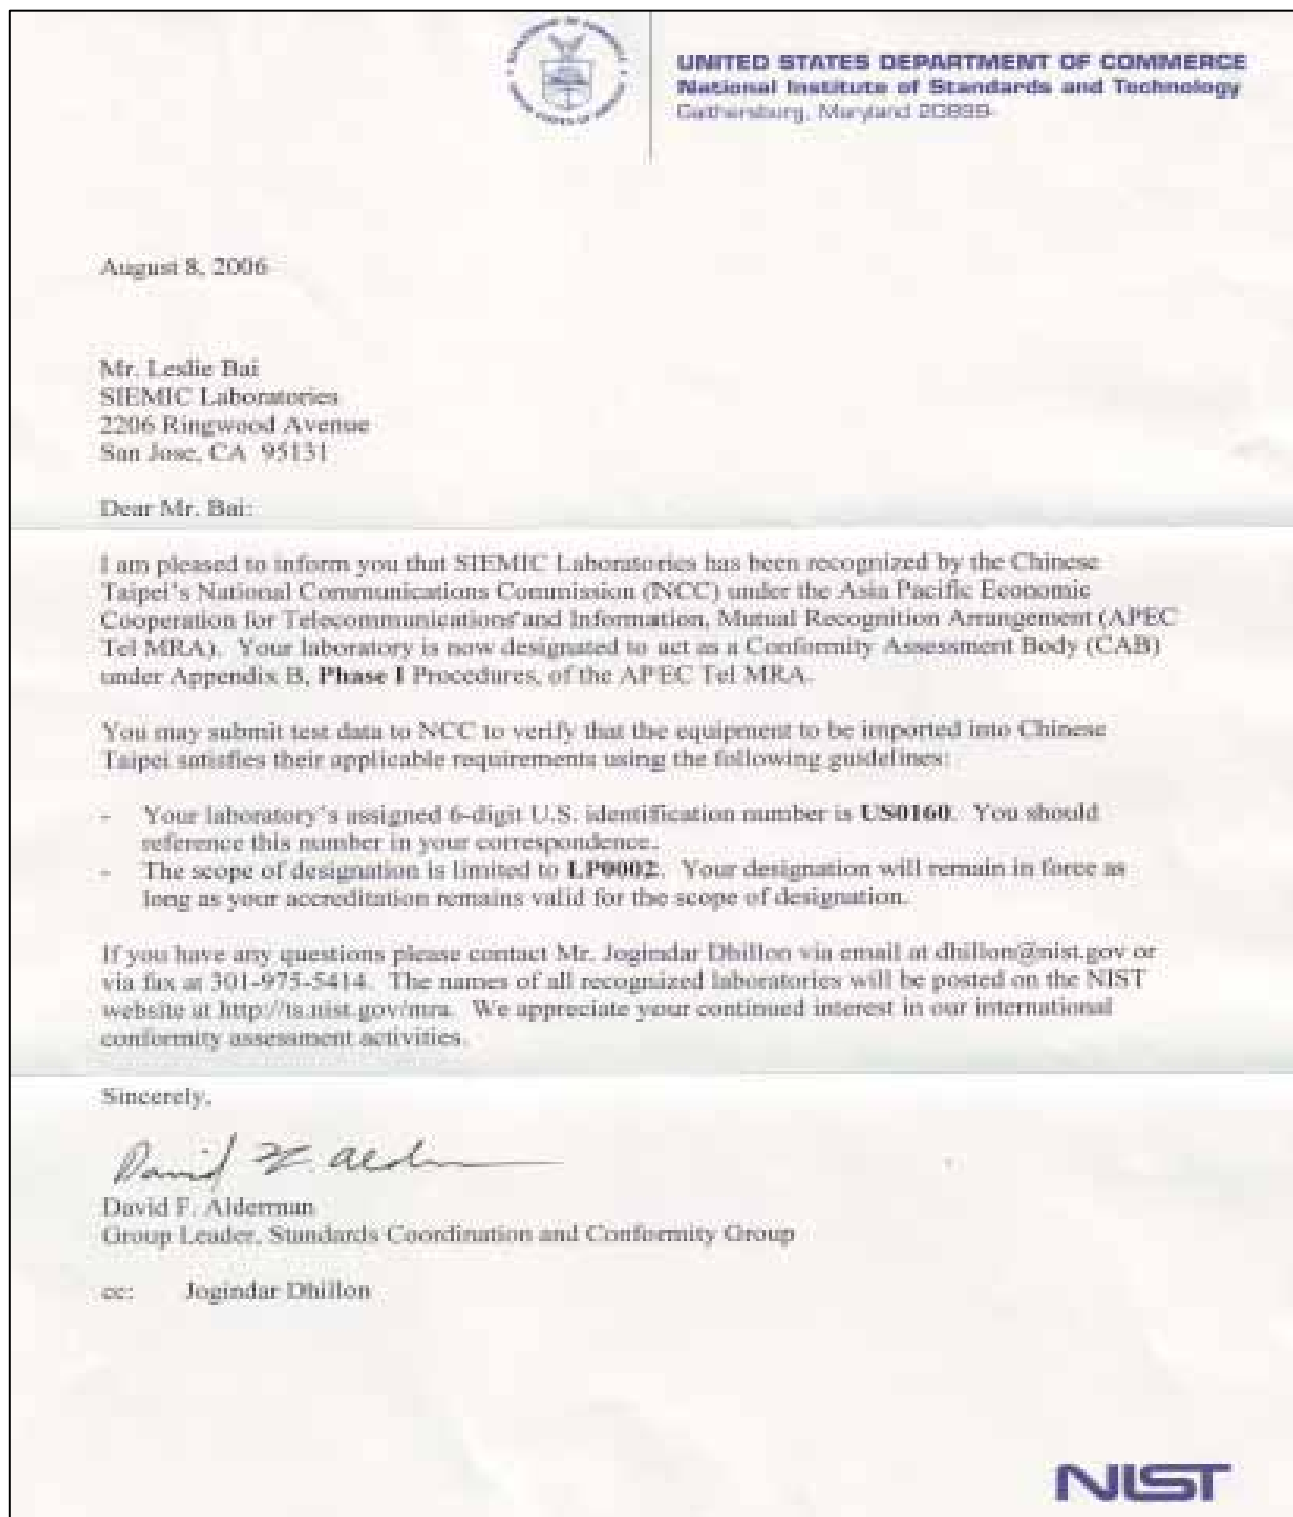 UNITED STATES DEPARTMENT OF COMMERCE
National Institute of Standards and Technology
Gaithersburg, Maryland 20899-
August 8, 2006
Mr. Leslie Bai
SIEMIC Laboratories
2206 Ringwood Avenue
San Jose, CA 95131
Dear Mr. Bai:
I am pleased to inform you that SIEMIC Laboratories has been recognized by the Chinese
Taipei's National Communications Commission (NCC) under the Asia Pacific Economic
Cooperation for Telecommunications and Information, Mutual Recognition Arrangement (APEC
Tel MRA). Your laboratory is now designated to act as a Conformity Assessment Body (CAB)
under Appendix B, Phase I Procedures, of the APEC Tel MRA.
You may submit test data to NCC to verify that the equipment to be imported into Chinese
Taipei satisfies their applicable requirements using the following guidelines:
- Your laboratory's assigned 6-digit U.S. identification number is US0160. You should
reference this number in your correspondence.
- The scope of designation is limited to LP0002. Your designation will remain in force as
long as your accreditation remains valid for the scope of designation.
If you have any questions please contact Mr. Jogindar Dhillon via email at dhillon@nist.gov or
via fax at 301-975-5414. The names of all recognized laboratories will be posted on the NIST
website at http://ts.nist.gov/mra. We appreciate your continued interest in our international
conformity assessment activities.
Sincerely,
David F. Alderman
David F. Alderman
Group Leader, Standards Coordination and Conformity Group
cc: Jogindar Dhillon
NIST